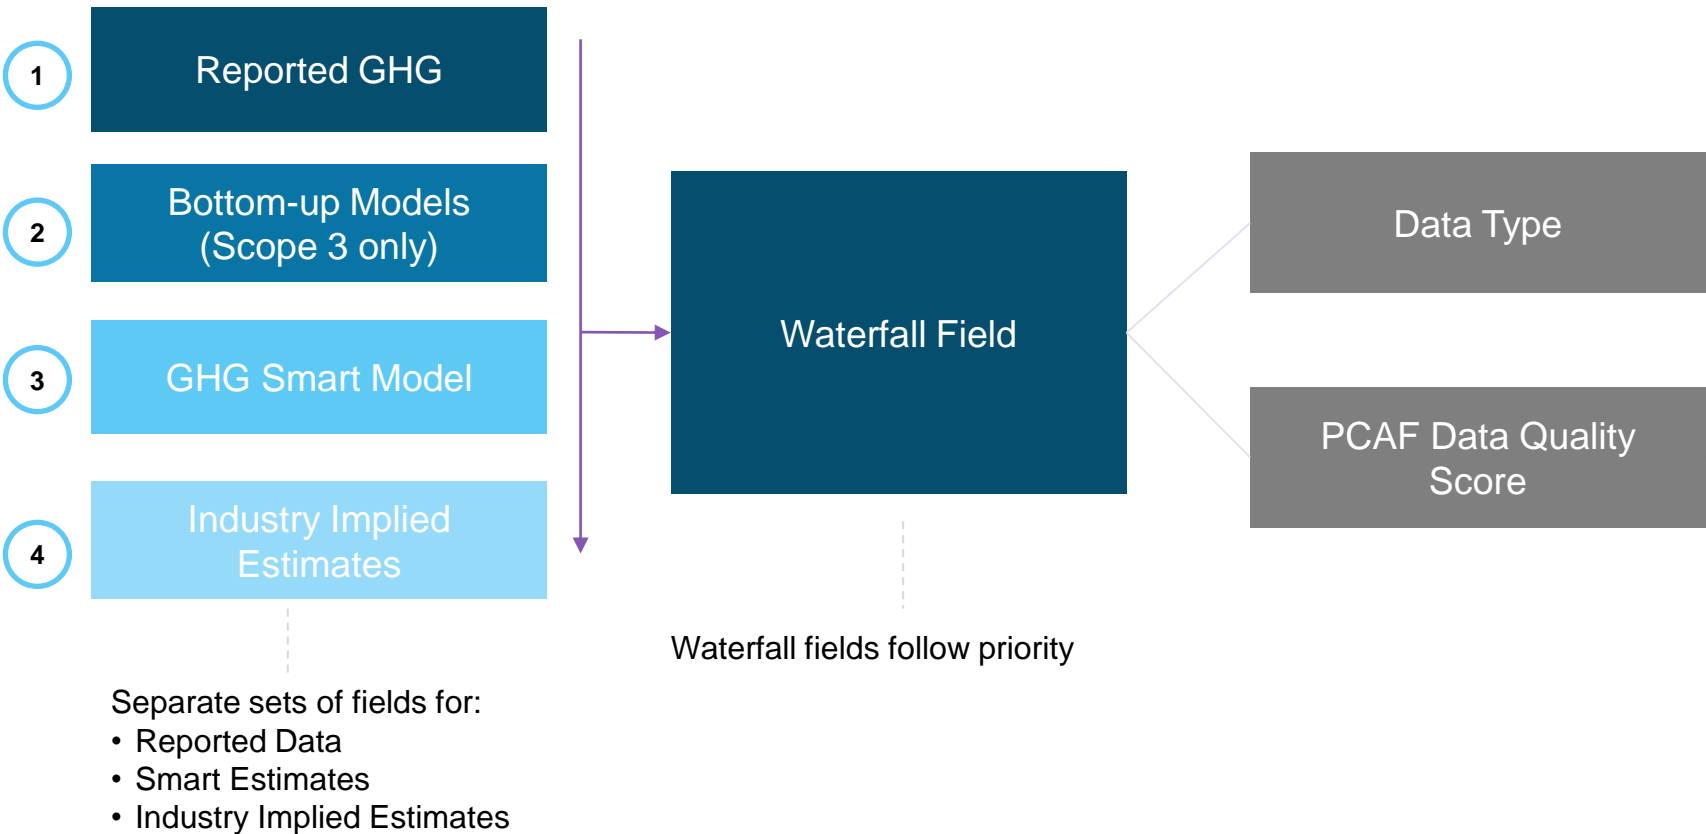 1
Reported GHG
2
Bottom-up Models
(Scope 3 only)
3
GHG Smart Model
4
Industry Implied
Estimates
Separate sets of fields for:
• Reported Data
• Smart Estimates
• Industry Implied Estimates
Waterfall Field
Waterfall fields follow priority
Data Type
PCAF Data Quality
Score